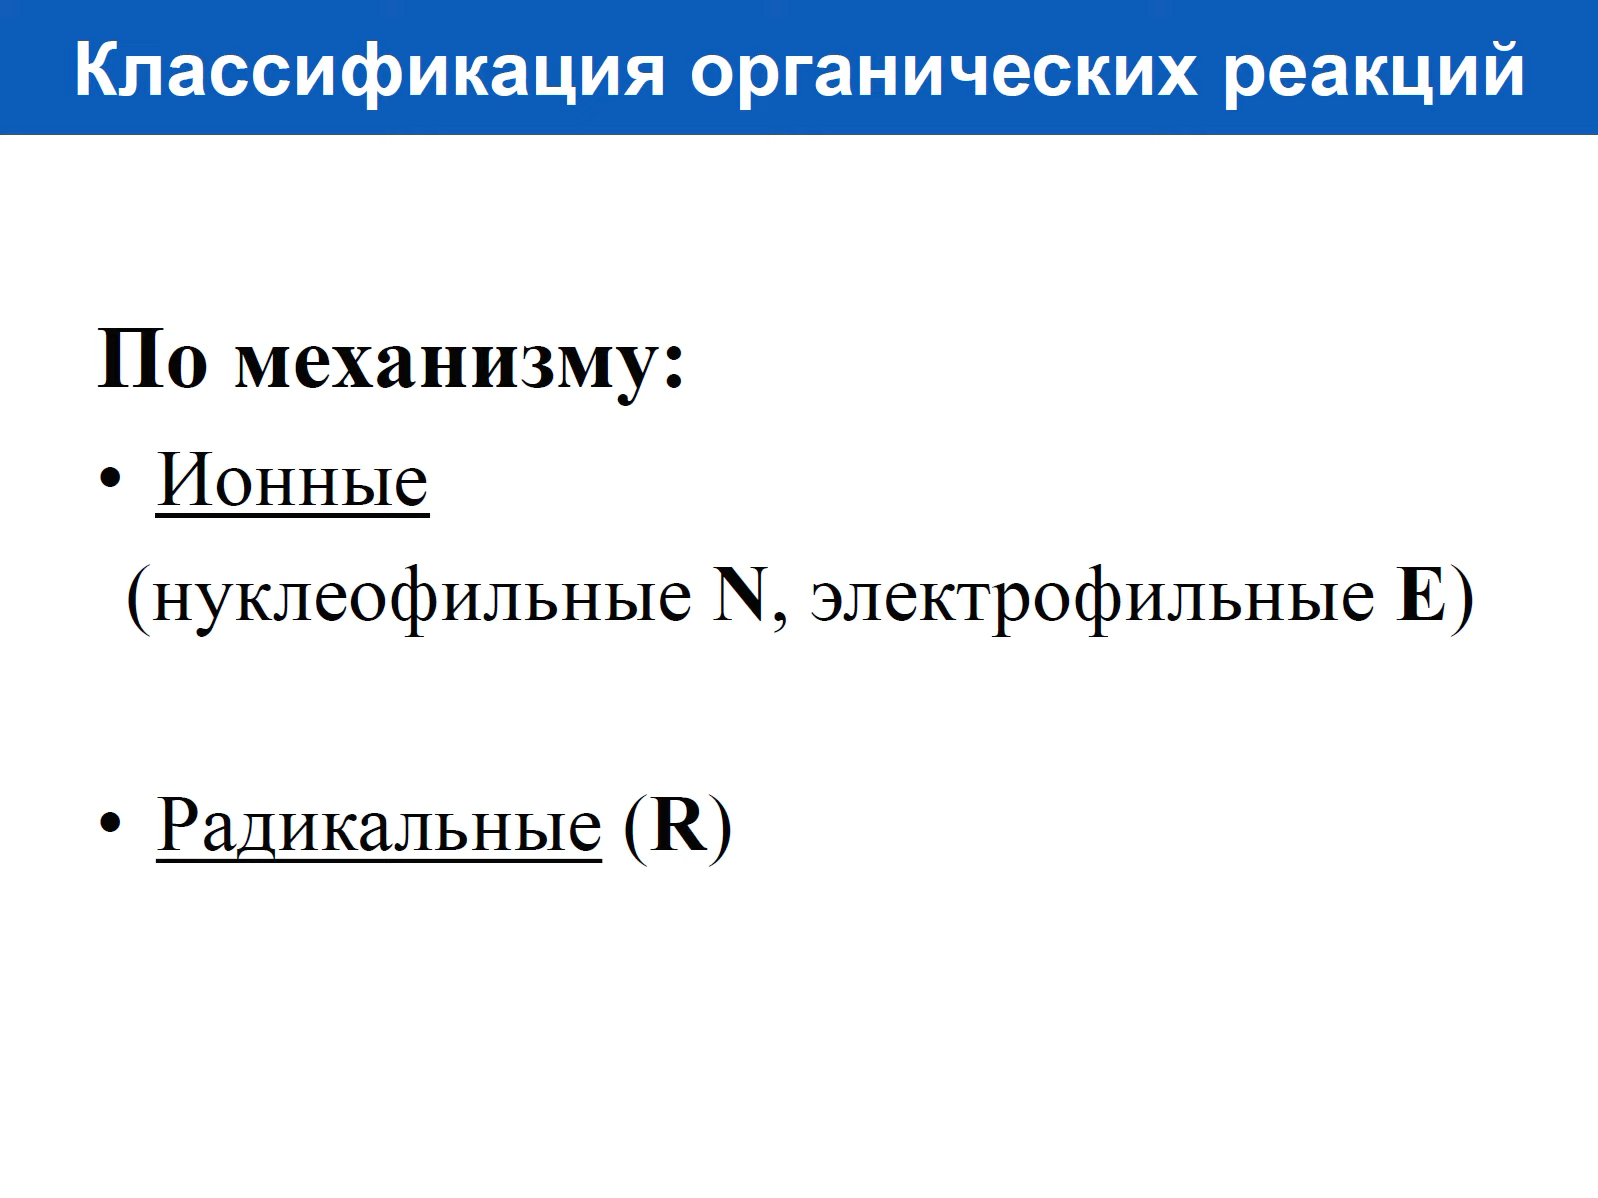 Классификация органических реакций
По механизму:
• Ионные
(нуклеофильные N, электрофильные E)
• Радикальные (R)